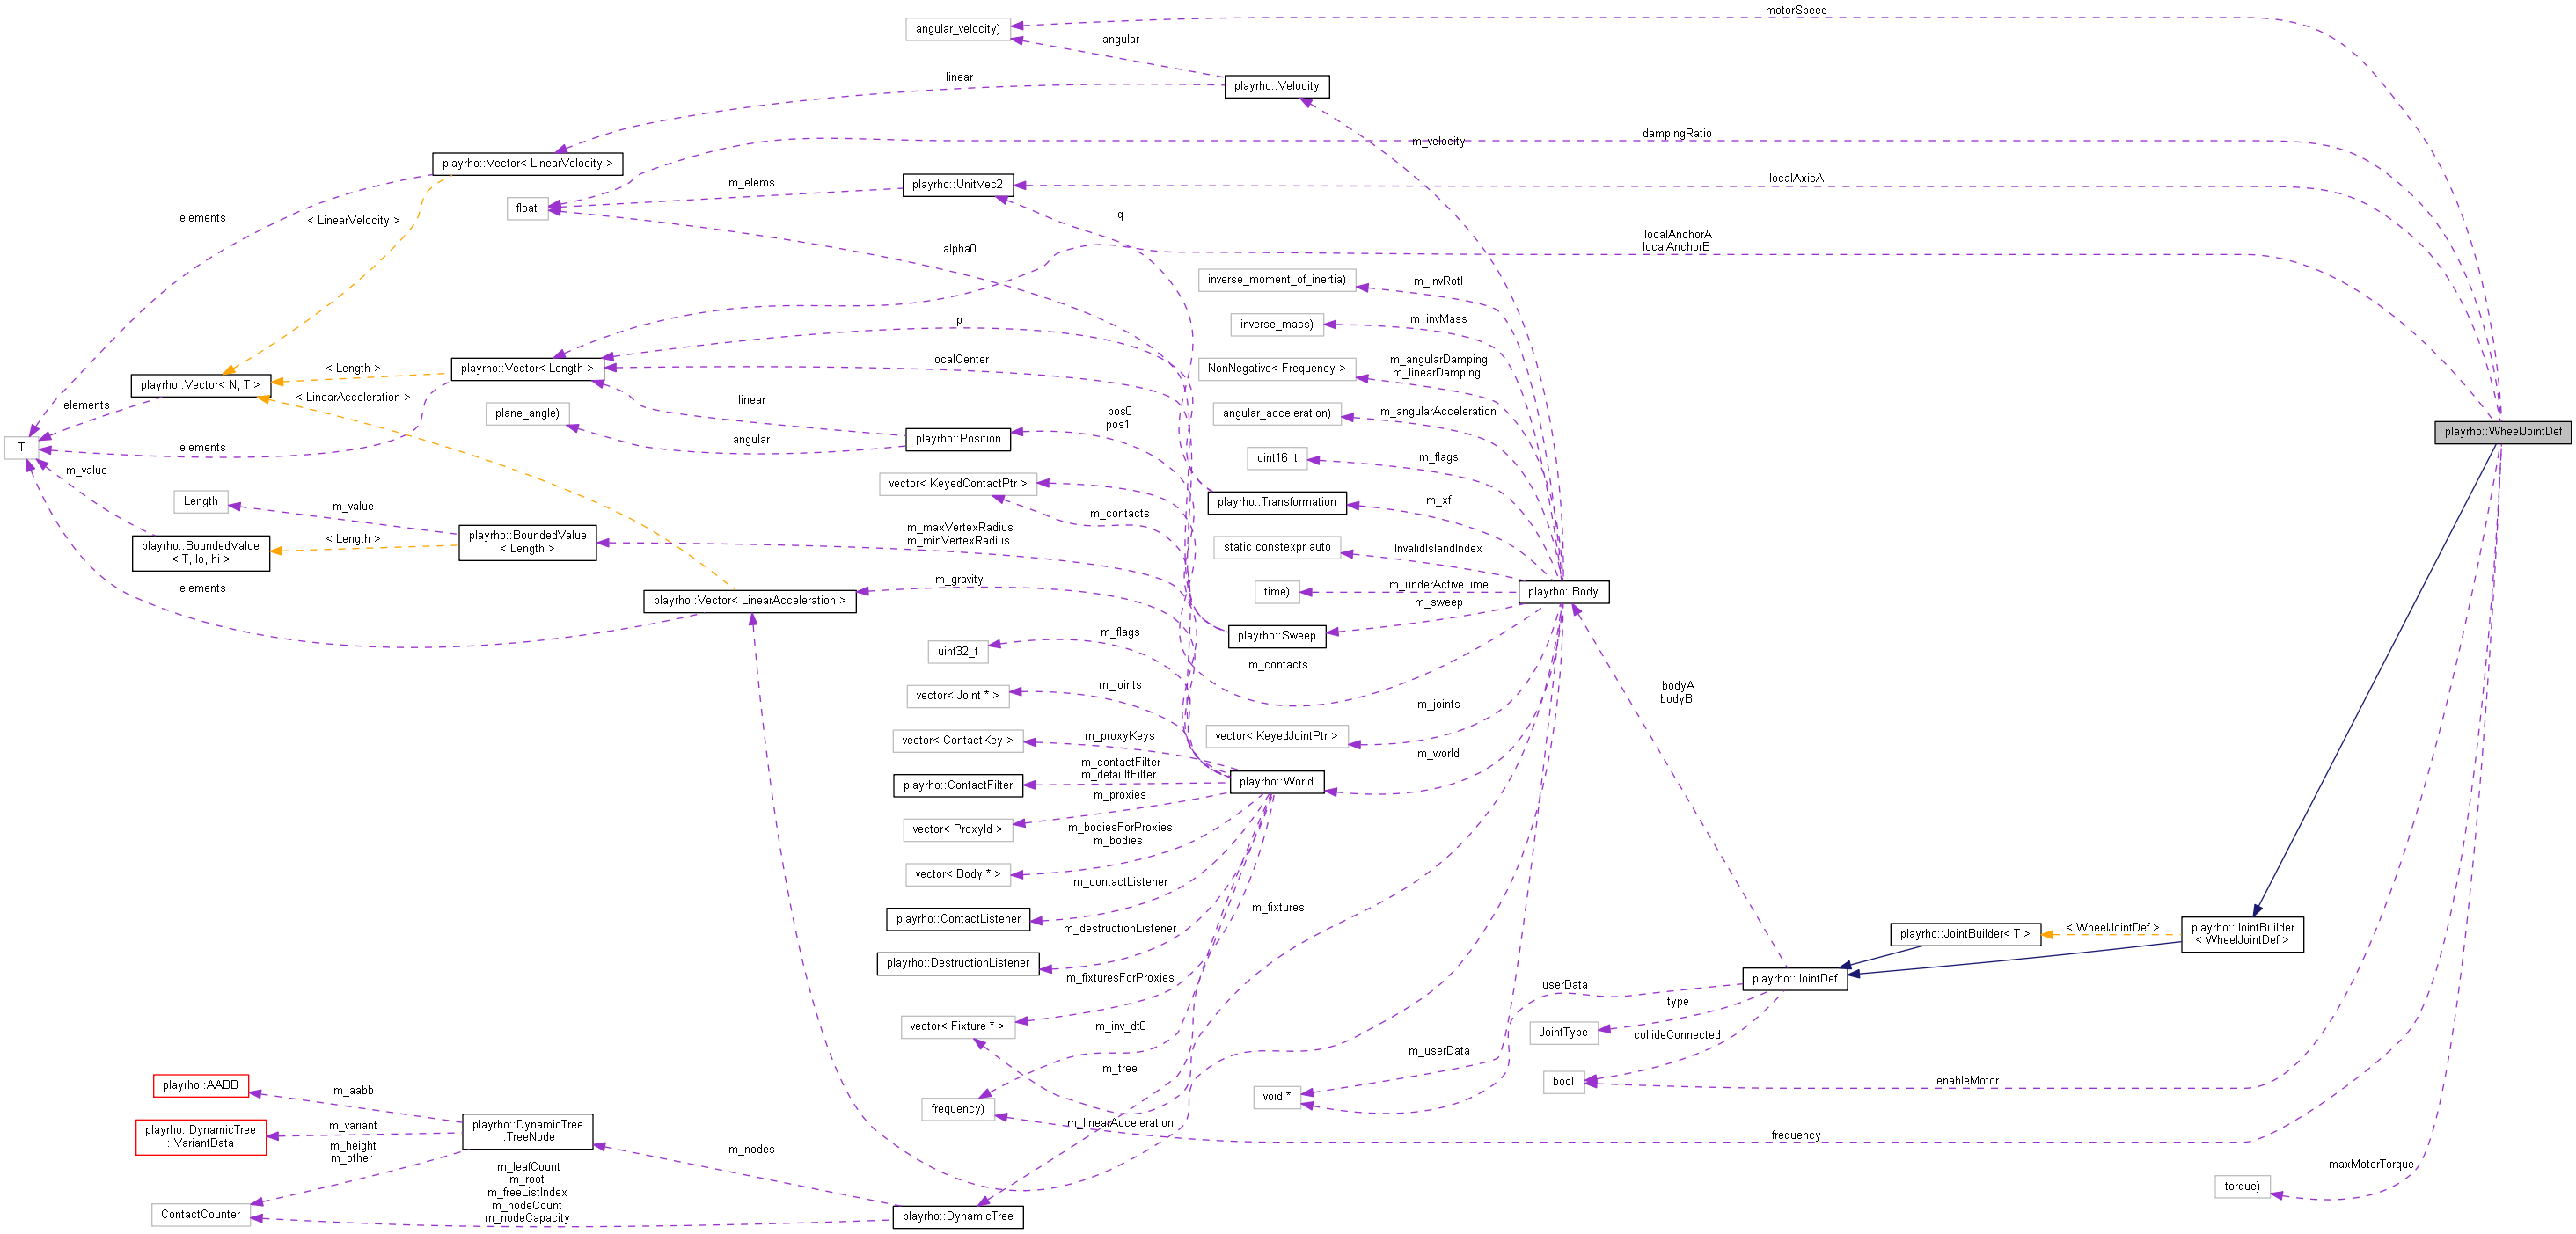 motorSpeed
angular_velocity)
angular
linear
playrho::Velocity
dampingRatio
m_velocity
playrho::Vector< LinearVelocity >
m_elems
playrho::UnitVec2
localAxisA
float
elements
< LinearVelocity >
q
alpha0
localAnchorA
localAnchorB
inverse_moment_of_inertia)
m_invRotI
p
inverse_mass)
m_invMass
localCenter
m_angularDamping
m_linearDamping
NonNegative< Frequency >
< Length >
playrho::Vector< Length >
playrho::Vector< N, T >
< LinearAcceleration >
elements
linear
plane_angle)
pos0
pos1
angular_acceleration)
m_angularAcceleration
playrho::WheelJointDef
angular
playrho::Position
T
elements
m_value
uint16_t
m_flags
vector< KeyedContactPtr >
Length
m_value
m_contacts
playrho::Transformation
m_xf
m_maxVertexRadius
m_minVertexRadius
playrho::BoundedValue
< Length >
< Length >
playrho::BoundedValue
< T, lo, hi >
static constexpr auto
InvalidIslandIndex
elements
m_gravity
time)
m_underActiveTime
playrho::Body
playrho::Vector< LinearAcceleration >
m_sweep
playrho::Sweep
m_flags
uint32_t
m_contacts
m_joints
vector< Joint * >
bodyA
bodyB
m_joints
vector< KeyedJointPtr >
m_proxyKeys
vector< ContactKey >
m_world
m_contactFilter
m_defaultFilter
playrho::ContactFilter
playrho::World
m_proxies
vector< ProxyId >
m_bodiesForProxies
m_bodies
vector< Body * >
m_contactListener
playrho::ContactListener
m_fixtures
m_destructionListener
playrho::DestructionListener
playrho::JointBuilder< T >
< WheelJointDef >
playrho::JointBuilder
< WheelJointDef >
m_fixturesForProxies
playrho::JointDef
userData
type
vector< Fixture * >
m_inv_dt0
JointType
collideConnected
m_userData
m_tree
bool
enableMotor
playrho::AABB
m_aabb
void *
frequency)
m_linearAcceleration
frequency
playrho::DynamicTree
::TreeNode
m_variant
playrho::DynamicTree
::VariantData
m_height
m_other
m_nodes
maxMotorTorque
torque)
m_leafCount
m_root
m_freeListIndex
m_nodeCount
m_nodeCapacity
ContactCounter
playrho::DynamicTree